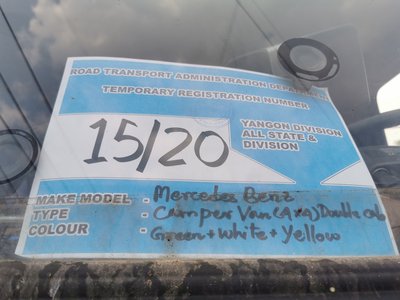 ROAD TRANSPORT ADMINISTRATION DEPARTMENT
TEMPORARY REGISTRATION NUMBER
15/20
YANGON DIVISION
ALL STATE &
DIVISION
MAKE MODEL - Mercedes Benz
TYPE - Camper Van (4x4) Double cab
COLOUR - Green + White + Yellow